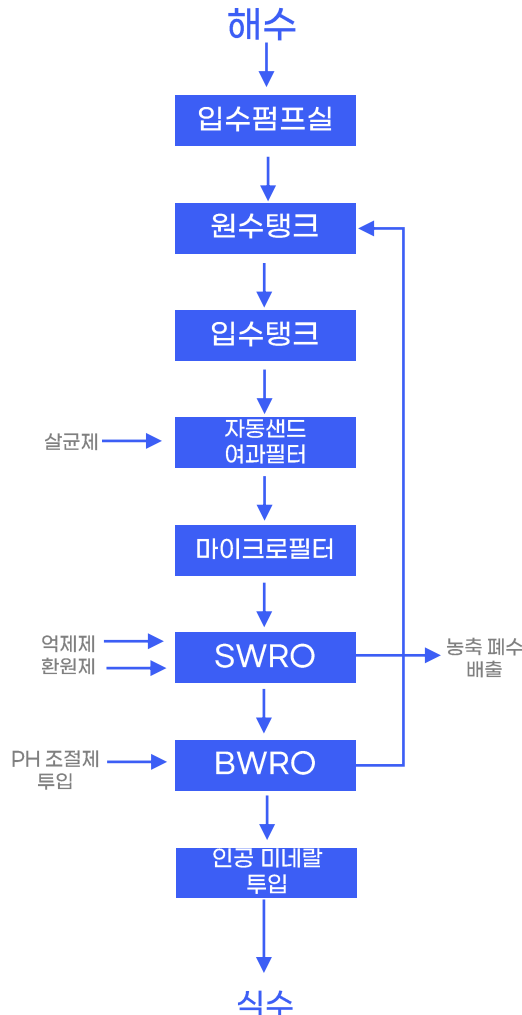 해수
입수펌프실
원수탱크
입수탱크
자동샌드
여과필터
살균제
마이크로필터
억제제
환원제
SWRO
농축 폐수
배출
PH 조절제
투입
BWRO
인공 미네랄
투입
식수